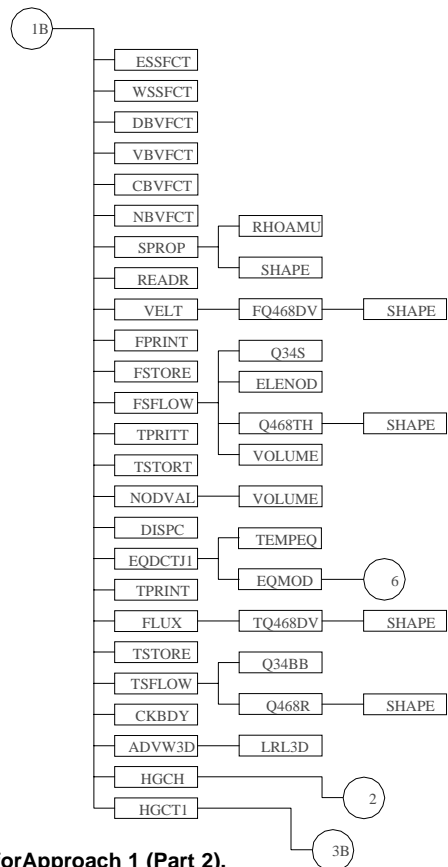 1B
ESSFCT
WSSFCT
DBVFCT
VBVFCT
CBVFCT
NBVFCT
RHOAMU
SPROP
SHAPE
READR
VELT FQ468DV SHAPE
FPRINT
Q34S
FSTORE
ELENOD
FSFLOW
Q468TH SHAPE
TPRITT
VOLUME
TSTORT
NODVAL VOLUME
DISPC
TEMPEQ
EQDCTJ1
EQMOD 6
TPRINT
FLUX TQ468DV SHAPE
TSTORE
Q34BB
TSFLOW
Q468R SHAPE
CKBDY
ADVW3D LRL3D
HGCH
2
HGCT1
3B
forApproach 1 (Part 2).